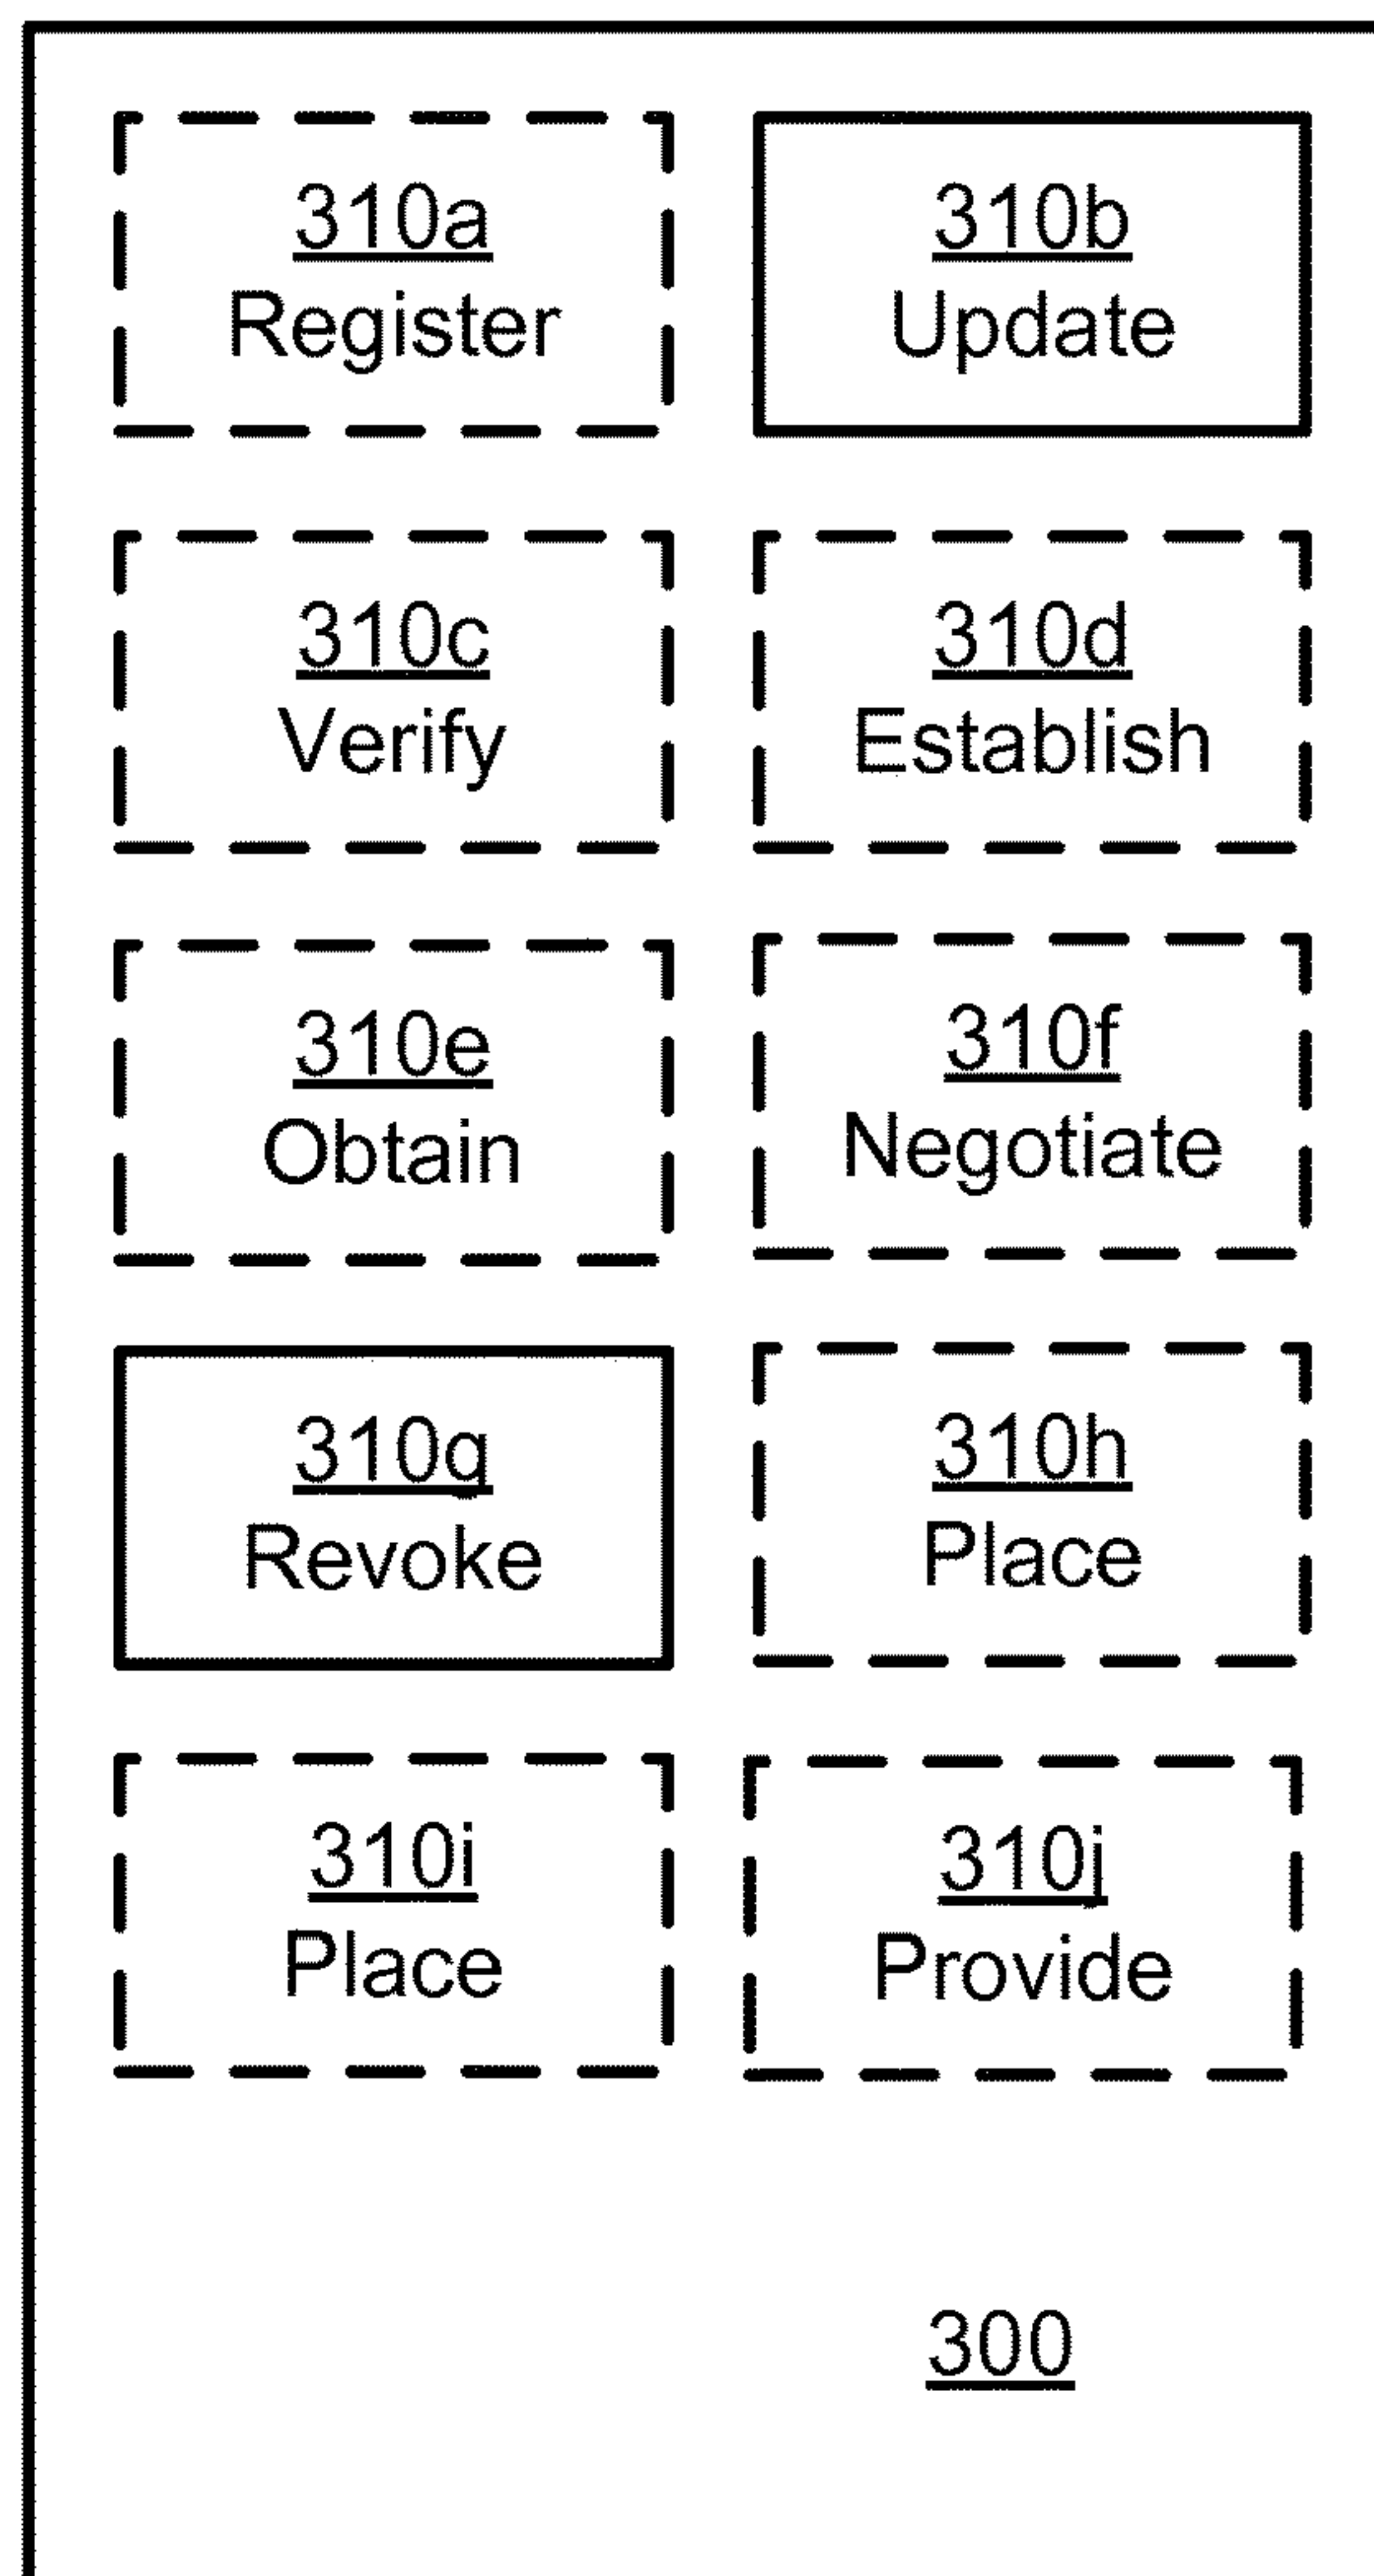 310a
Register
310b
Update
310c
Verify
310d
Establish
310e
Obtain
310f
Negotiate
310g
Revoke
310h
Place
310i
Place
310j
Provide
300